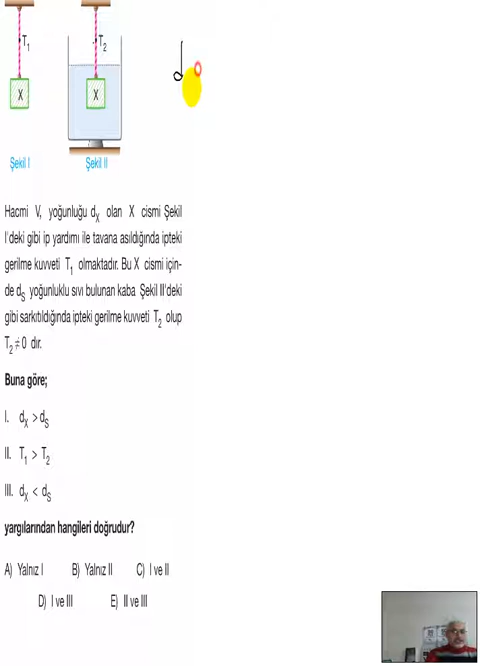 T1 T2
X X
Şekil I Şekil II
Hacmi V, yoğunluğu dX olan X cismi Şekil
I'deki gibi ip yardımı ile tavana asıldığında ipteki
gerilme kuvveti T1 olmaktadır. Bu X cismi için-
de dS yoğunluklu sıvı bulunan kaba Şekil II'deki
gibi sarkıtıldığında ipteki gerilme kuvveti T2 olup
T2 ≠ 0 dır.
Buna göre;
I. dX > dS
II. T1 > T2
III. dX < dS
yargılarından hangileri doğrudur?
A) Yalnız I B) Yalnız II C) I ve II
D) I ve III E) II ve III